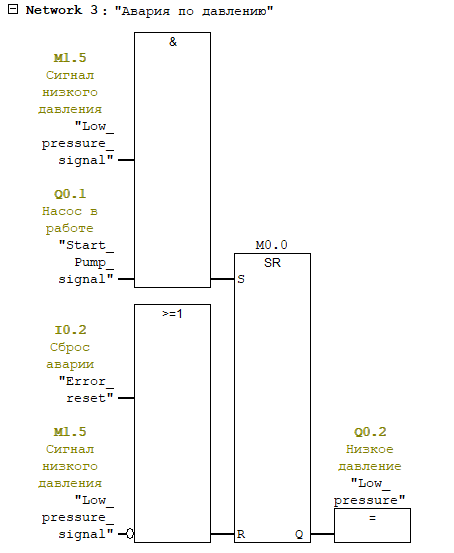 Network 3: "Авария по давлению"
&
M1.5
Сигнал
низкого
давления
"Low_
pressure_
signal"
Q0.1
Насос в
работе
"Start_
Pump_
signal"
M0.0
SR
S
>=1
I0.2
Сброс
аварии
"Error_
reset"
M1.5
Сигнал
низкого
давления
"Low_
pressure_
signal"
R
Q
Q0.2
Низкое
давление
"Low_
pressure"
=